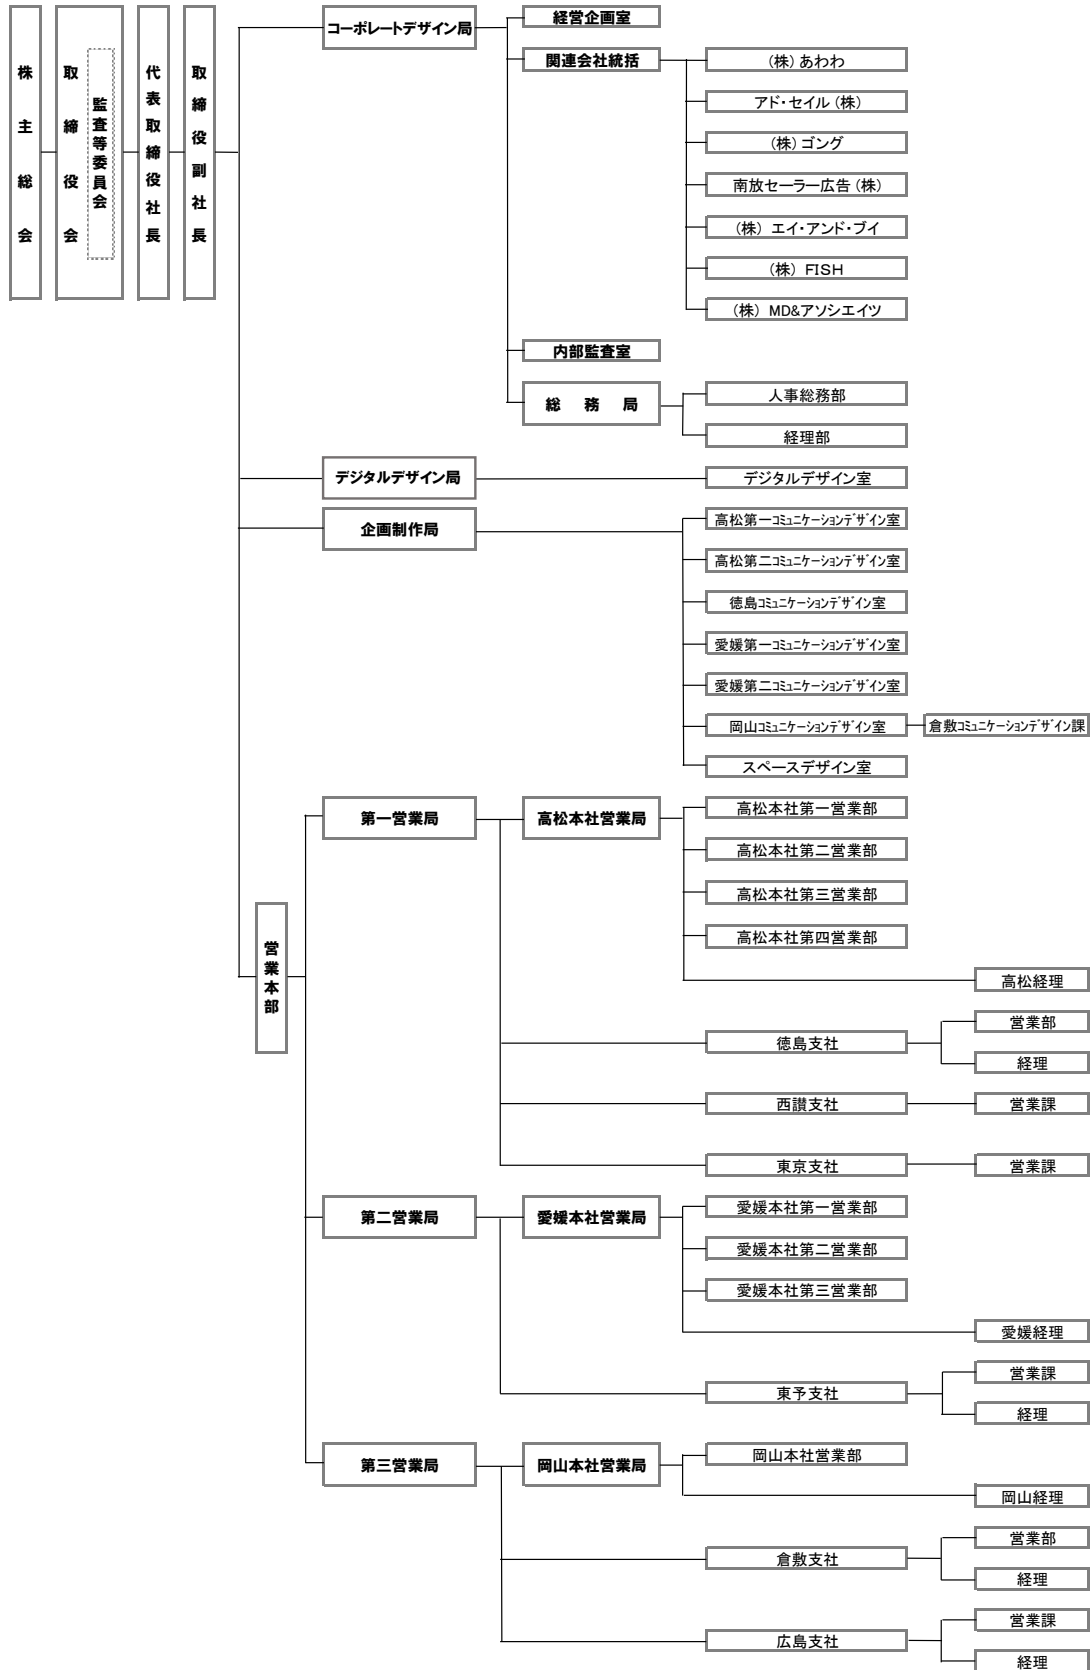 株主総会
取締役会
監査等委員会
代表取締役社長
取締役副社長
コーポレートデザイン局
経営企画室
関連会社統括
(株)あわわ
アド・セイル(株)
(株)ゴング
南放セーラー広告(株)
(株) エイ・アンド・ブイ
(株) FISH
(株) MD&アソシエイツ
内部監査室
総務局
人事総務部
経理部
デジタルデザイン局
デジタルデザイン室
企画制作局
高松第一コミュニケーションデザイン室
高松第二コミュニケーションデザイン室
徳島コミュニケーションデザイン室
愛媛第一コミュニケーションデザイン室
愛媛第二コミュニケーションデザイン室
岡山コミュニケーションデザイン室
倉敷コミュニケーションデザイン課
スペースデザイン室
営業本部
第一営業局
高松本社営業局
高松本社第一営業部
高松本社第二営業部
高松本社第三営業部
高松本社第四営業部
高松経理
徳島支社
営業部
経理
西讃支社
営業課
東京支社
営業課
第二営業局
愛媛本社営業局
愛媛本社第一営業部
愛媛本社第二営業部
愛媛本社第三営業部
愛媛経理
東予支社
営業課
経理
第三営業局
岡山本社営業局
岡山本社営業部
岡山経理
倉敷支社
営業部
経理
広島支社
営業課
経理